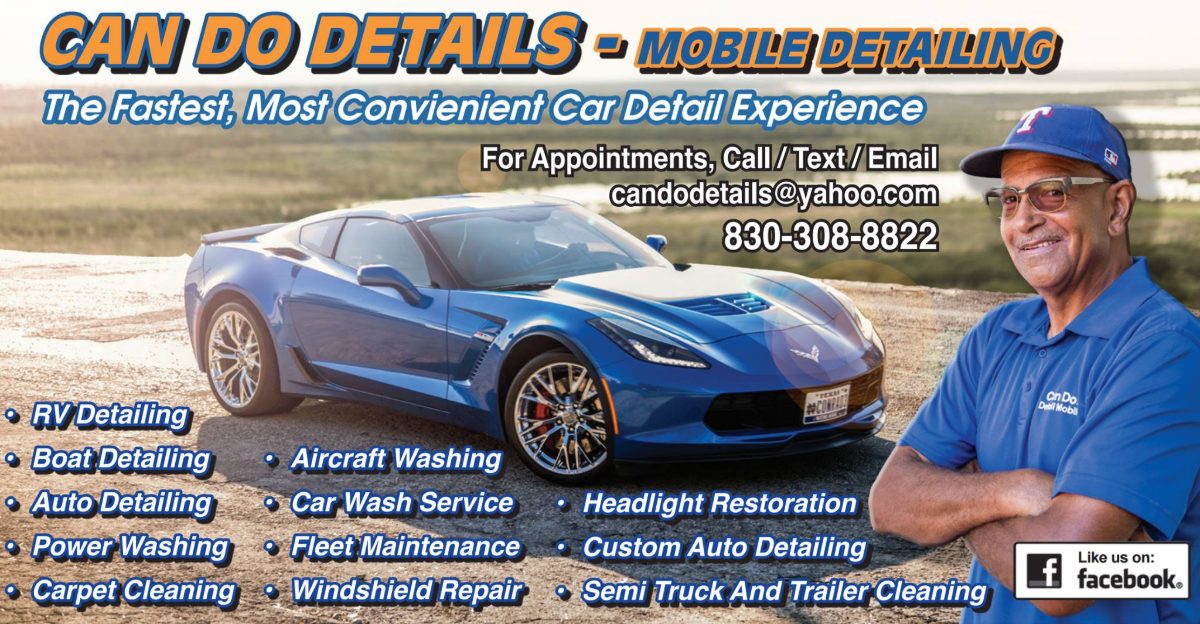 CAN DO DETAILS - MOBILE DETAILING
The Fastest, Most Convienient Car Detail Experience
For Appointments, Call / Text / Email
candodetails@yahoo.com
830-308-8822
T
TEXAS
• RV Detailing
• Boat Detailing
• Auto Detailing
• Power Washing
• Carpet Cleaning
• Aircraft Washing
• Car Wash Service
• Fleet Maintenance
• Windshield Repair
• Headlight Restoration
• Custom Auto Detailing
• Semi Truck And Trailer Cleaning
Can Do
Detail Mobil
Like us on:
f facebook®